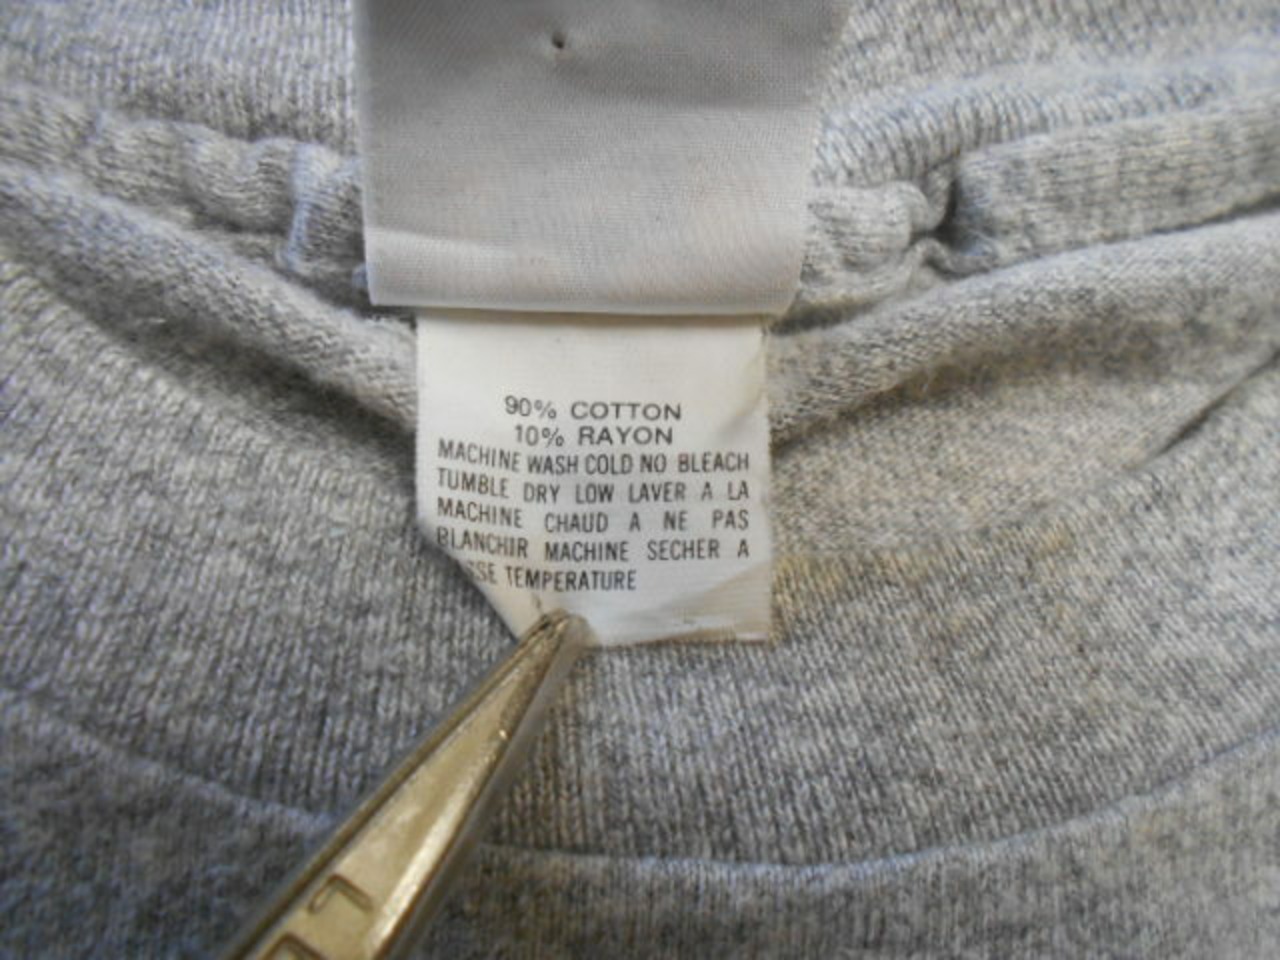 90% COTTON
10% RAYON
MACHINE WASH COLD NO BLEACH
TUMBLE DRY LOW LAVER A LA
MACHINE CHAUD A NE PAS
BLANCHIR MACHINE SECHER A
TEMPERATURE